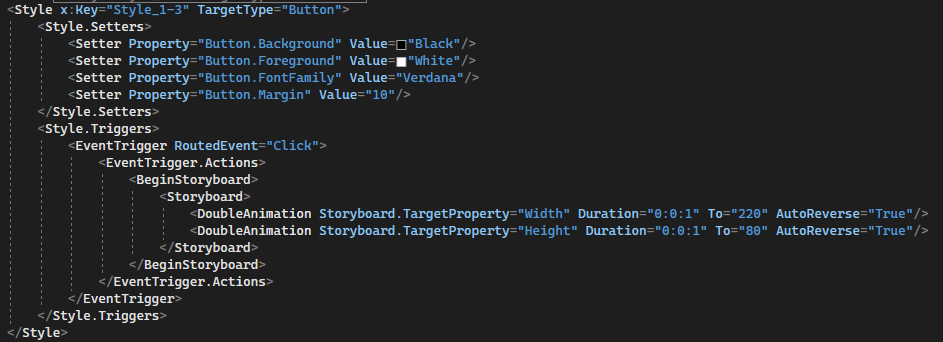 <Style x:Key="Style_1-3" TargetType="Button">
<Style.Setters>
<Setter Property="Button.Background" Value="Black"/>
<Setter Property="Button.Foreground" Value="White"/>
<Setter Property="Button.FontFamily" Value="Verdana"/>
<Setter Property="Button.Margin" Value="10"/>
</Style.Setters>
<Style.Triggers>
<EventTrigger RoutedEvent="Click">
<EventTrigger.Actions>
<BeginStoryboard>
<Storyboard>
<DoubleAnimation Storyboard.TargetProperty="Width" Duration="0:0:1" To="220" AutoReverse="True"/>
<DoubleAnimation Storyboard.TargetProperty="Height" Duration="0:0:1" To="80" AutoReverse="True"/>
</Storyboard>
</BeginStoryboard>
</EventTrigger.Actions>
</EventTrigger>
</Style.Triggers>
</Style>